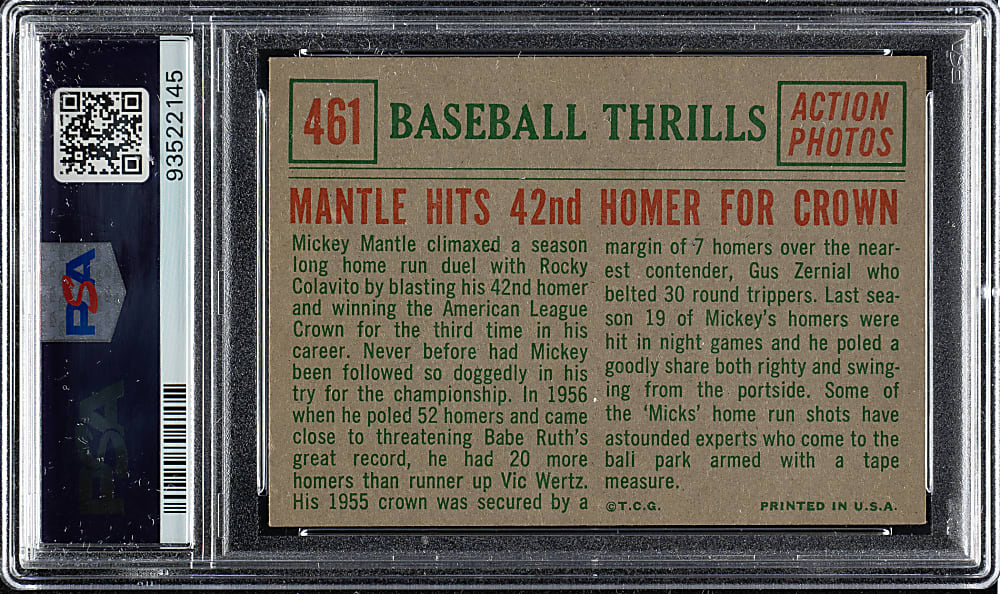 93522145
PSA
PSA
461
BASEBALL THRILLS
ACTION
PHOTOS
MANTLE HITS 42nd HOMER FOR CROWN
Mickey Mantle climaxed a season
long home run duel with Rocky
Colavito by blasting his 42nd homer
and winning the American League
Crown for the third time in his
career. Never before had Mickey
been followed so doggedly in his
try for the championship. In 1956
when he poled 52 homers and came
close to threatening Babe Ruth's
great record, he had 20 more
homers than runner up Vic Wertz.
His 1955 crown was secured by a
margin of 7 homers over the near-
est contender, Gus Zernial who
belted 30 round trippers. Last sea-
son 19 of Mickey's homers were
hit in night games and he poled a
goodly share both righty and swing-
ing from the portside. Some of
the 'Micks' home run shots have
astounded experts who come to the
ball park armed with a tape
measure.
©T.C.G.
PRINTED IN U.S.A.